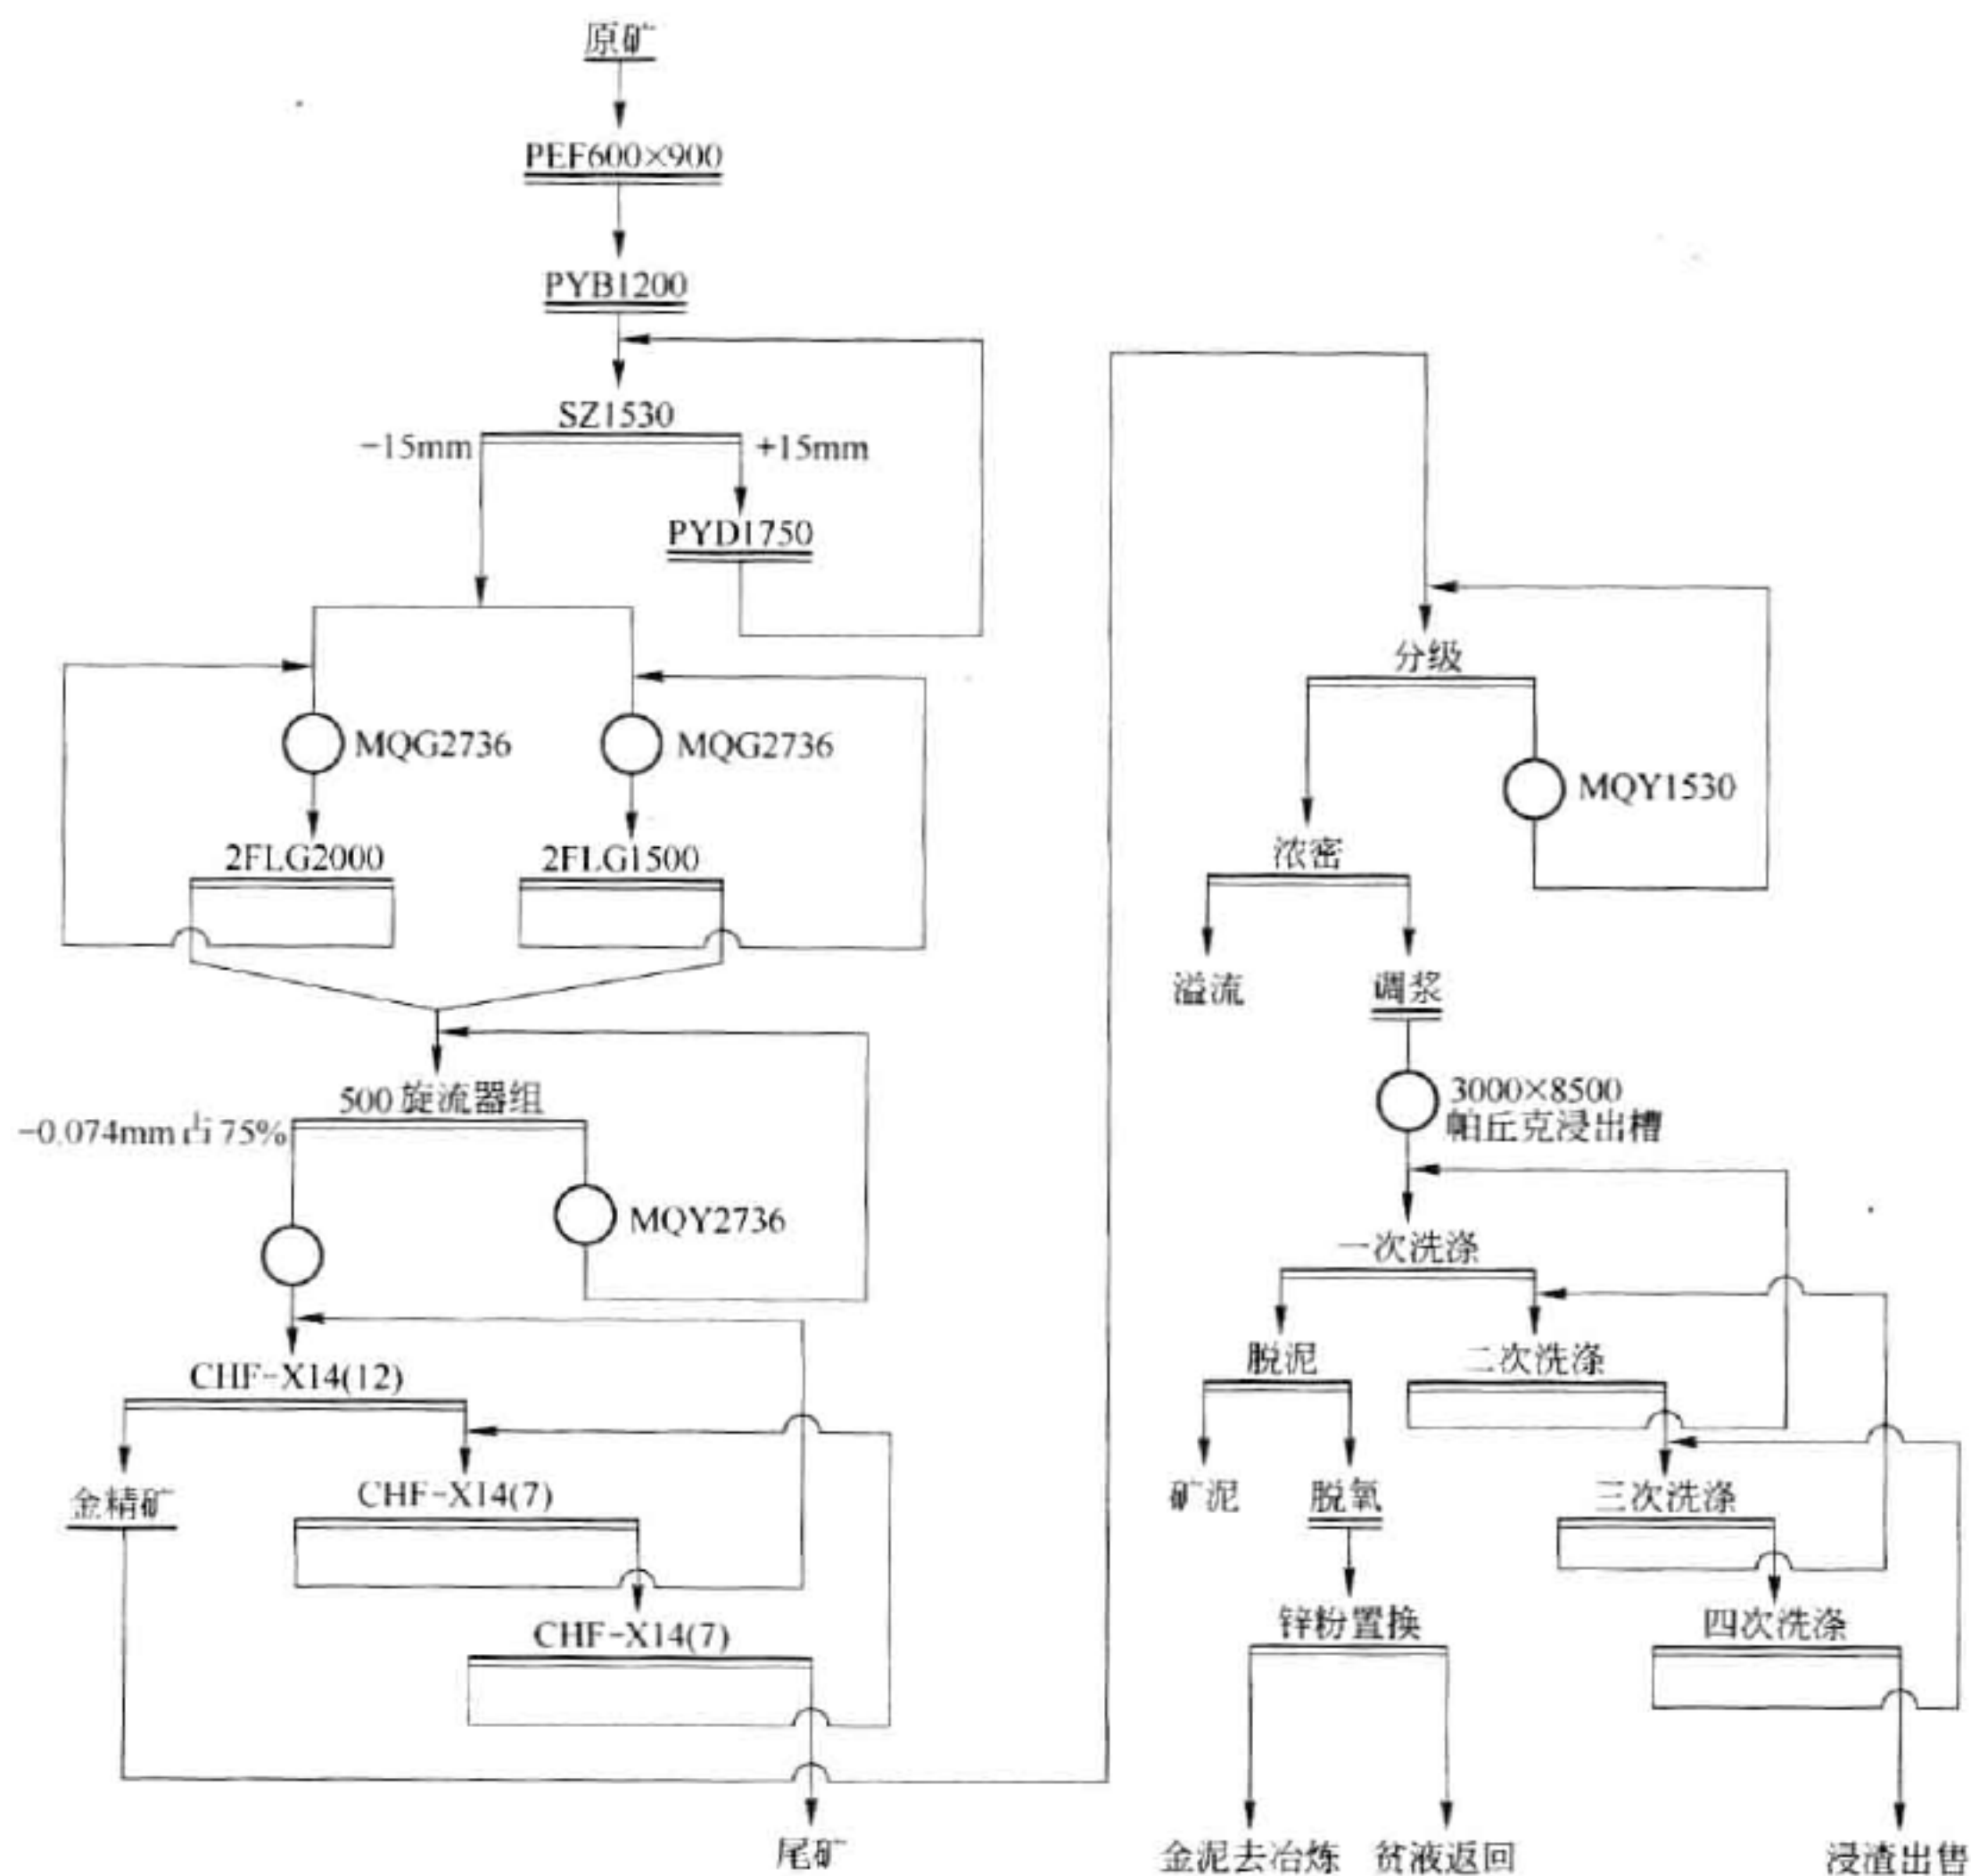 原矿
PEF600×900
PYB1200
SZ1530
-15mm
+15mm
PYD1750
MQG2736
MQG2736
2FLG2000
2FLG1500
500旋流器组
-0.074mm占75%
MQY2736
CHF-X14(12)
金精矿
CHF-X14(7)
CHF-X14(7)
尾矿
分级
MQY1530
浓密
溢流
调浆
3000×8500
帕丘克浸出槽
一次洗涤
脱泥
二次洗涤
矿泥
脱氧
三次洗涤
锌粉置换
四次洗涤
金泥去冶炼
贫液返回
浸渣出售